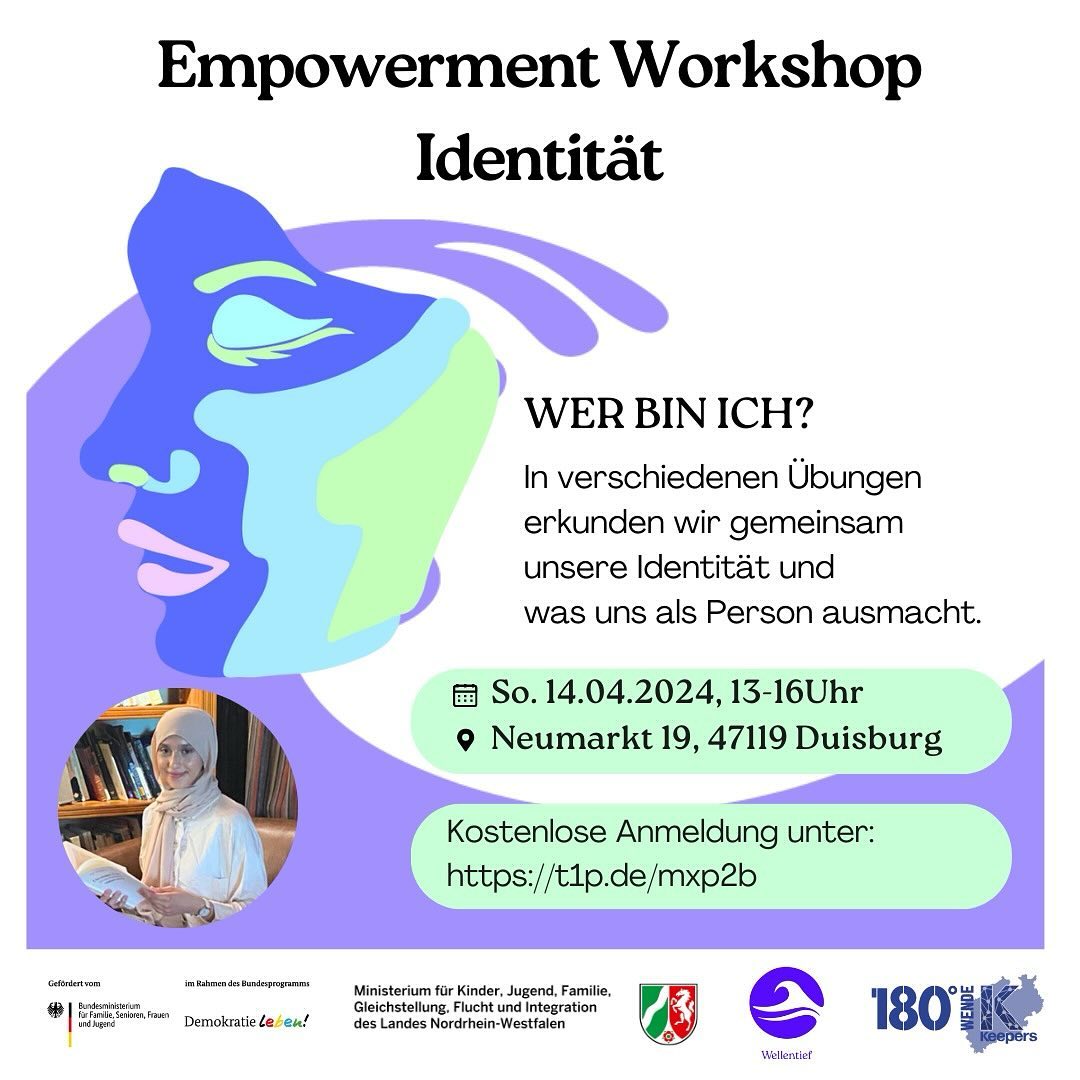 Empowerment Workshop
Identität
WER BIN ICH?
In verschiedenen Übungen
erkunden wir gemeinsam
unsere Identität und
was uns als Person ausmacht.
So. 14.04.2024, 13-16Uhr
Neumarkt 19, 47119 Duisburg
Kostenlose Anmeldung unter:
https://t1p.de/mxp2b
Gefördert vom
Bundesministerium
für Familie, Senioren, Frauen
und Jugend
im Rahmen des Bundesprogramms
Demokratie leben!
Ministerium für Kinder, Jugend, Familie,
Gleichstellung, Flucht und Integration
des Landes Nordrhein-Westfalen
Wellentief
180°
WENDE
K
Keepers